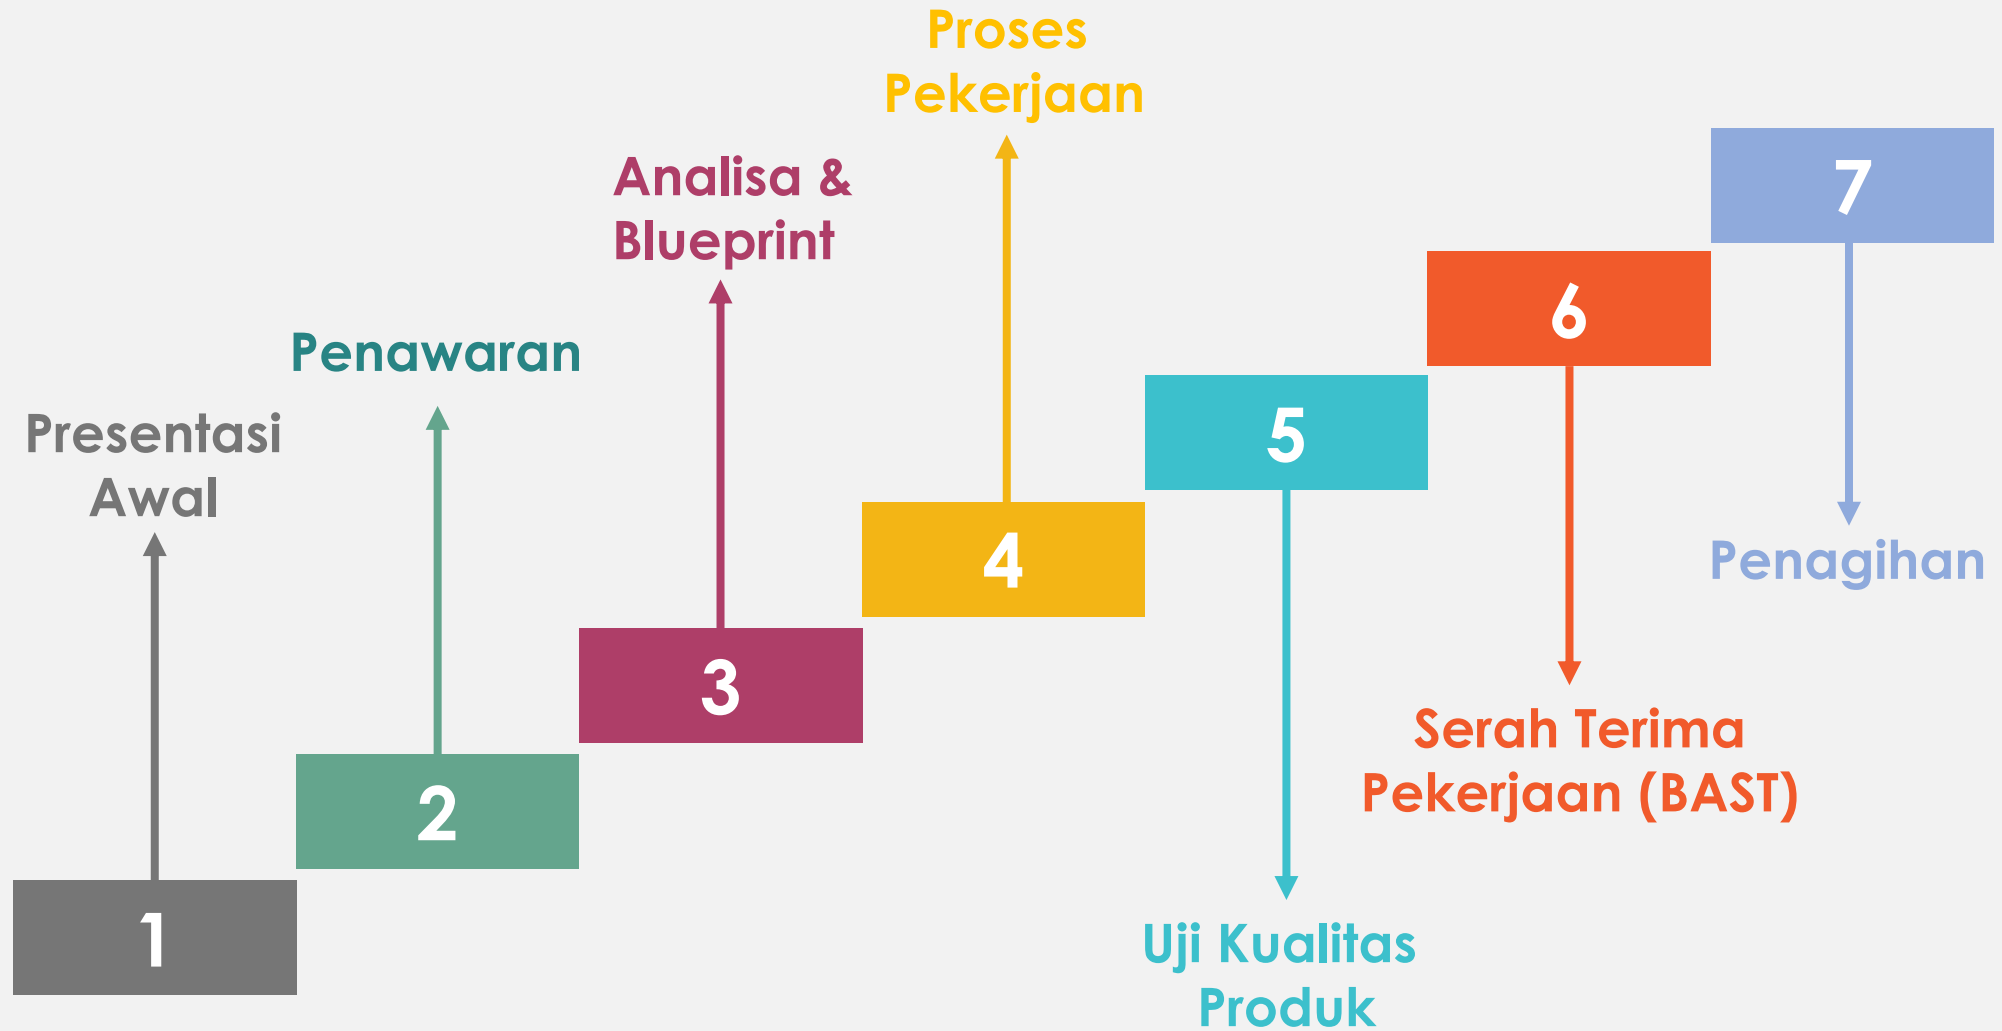 Presentasi
Awal
1
Penawaran
2
Analisa &
Blueprint
3
Proses
Pekerjaan
4
5
Uji Kualitas
Produk
6
Serah Terima
Pekerjaan (BAST)
7
Penagihan